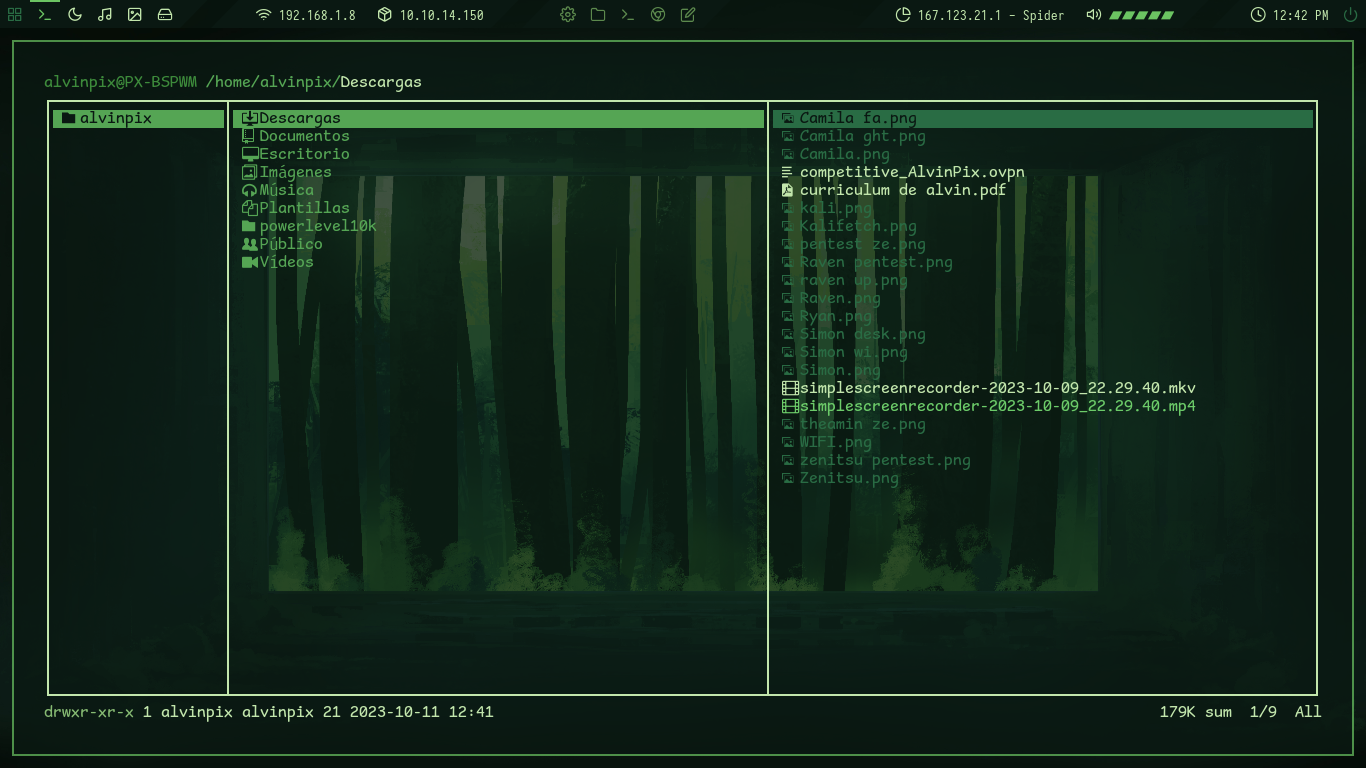 192.168.1.8 10.10.14.150 167.123.21.1 - Spider 12:42 PM
alvinpix@PX-BSPWM /home/alvinpix/Descargas
alvinpix
Descargas
Documentos
Escritorio
Imágenes
Música
Plantillas
powerlevel10k
Público
Vídeos
Camila fa.png
Camila ght.png
Camila.png
competitive_AlvinPix.ovpn
curriculum de alvin.pdf
kali.png
Kalifetch.png
pentest ze.png
Raven pentest.png
raven up.png
Raven.png
Ryan.png
Simon desk.png
Simon wi.png
Simon.png
simplescreenrecorder-2023-10-09_22.29.40.mkv
simplescreenrecorder-2023-10-09_22.29.40.mp4
theamin ze.png
WIFI.png
zenitsu pentest.png
Zenitsu.png
drwxr-xr-x 1 alvinpix alvinpix 21 2023-10-11 12:41 179K sum 1/9 All